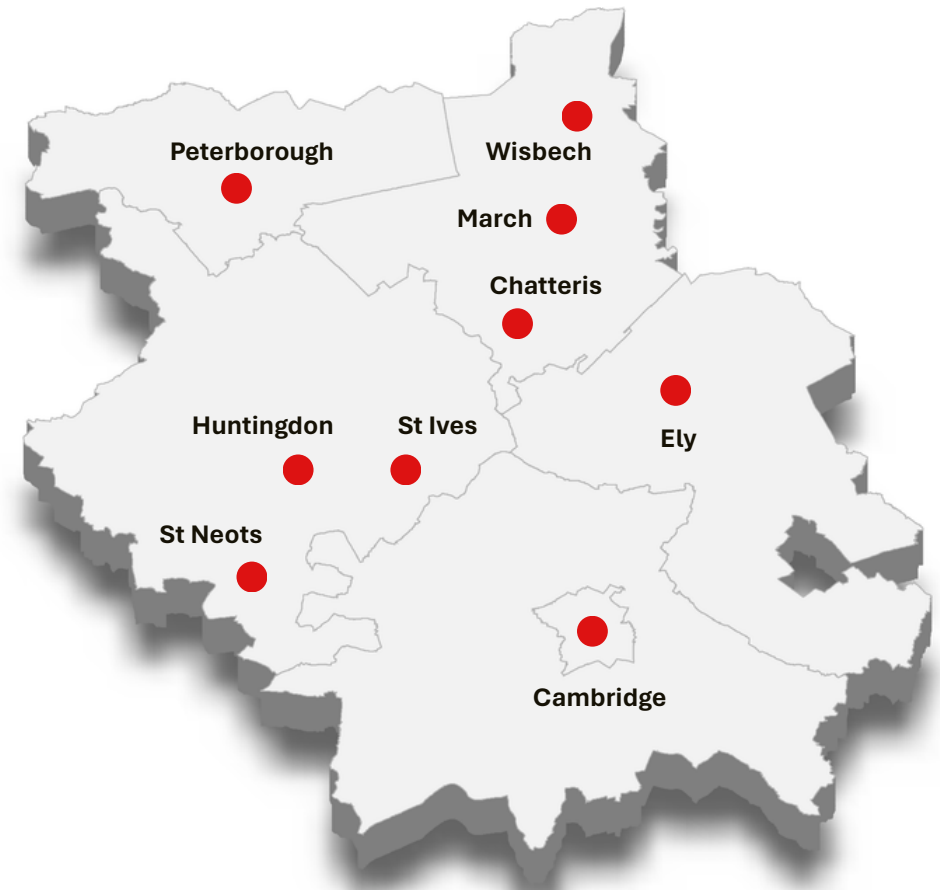 Peterborough
Wisbech
March
Chatteris
Huntingdon
St Ives
Ely
St Neots
Cambridge